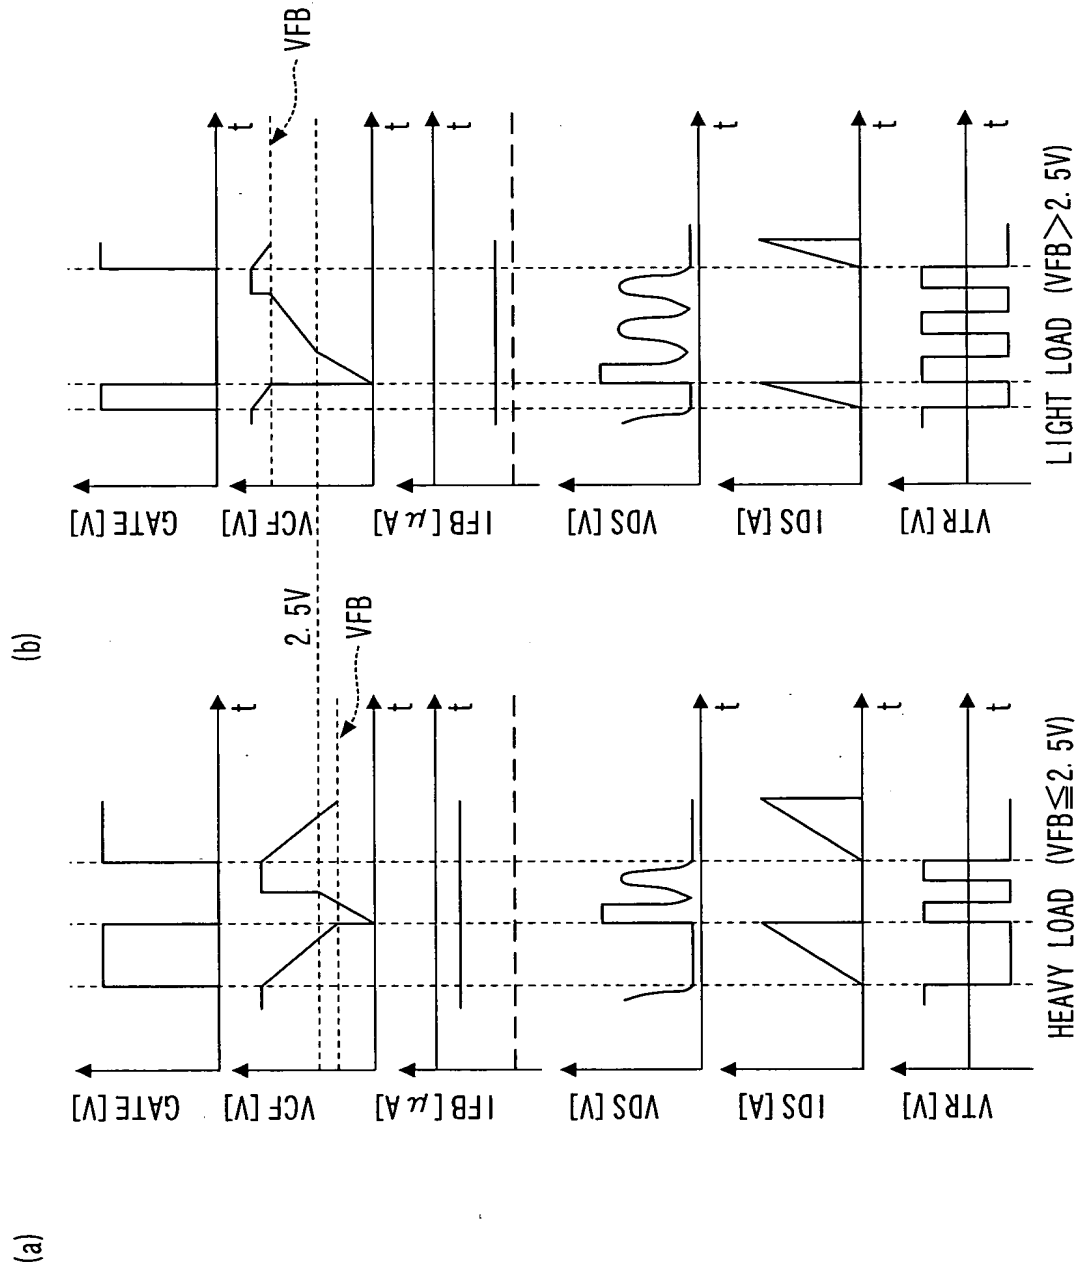 (a)
GATE [V]
t
VCF [V]
t
IFB [μA]
t
VDS [V]
IDS [A]
t
VTR [V]
t
HEAVY LOAD (VFB≦2. 5V)
2. 5V
VFB
(b)
GATE [V]
t
VCF [V]
t
IFB [μA]
t
VDS [V]
t
IDS [A]
t
VTR [V]
t
LIGHT LOAD (VFB>2. 5V)
VFB